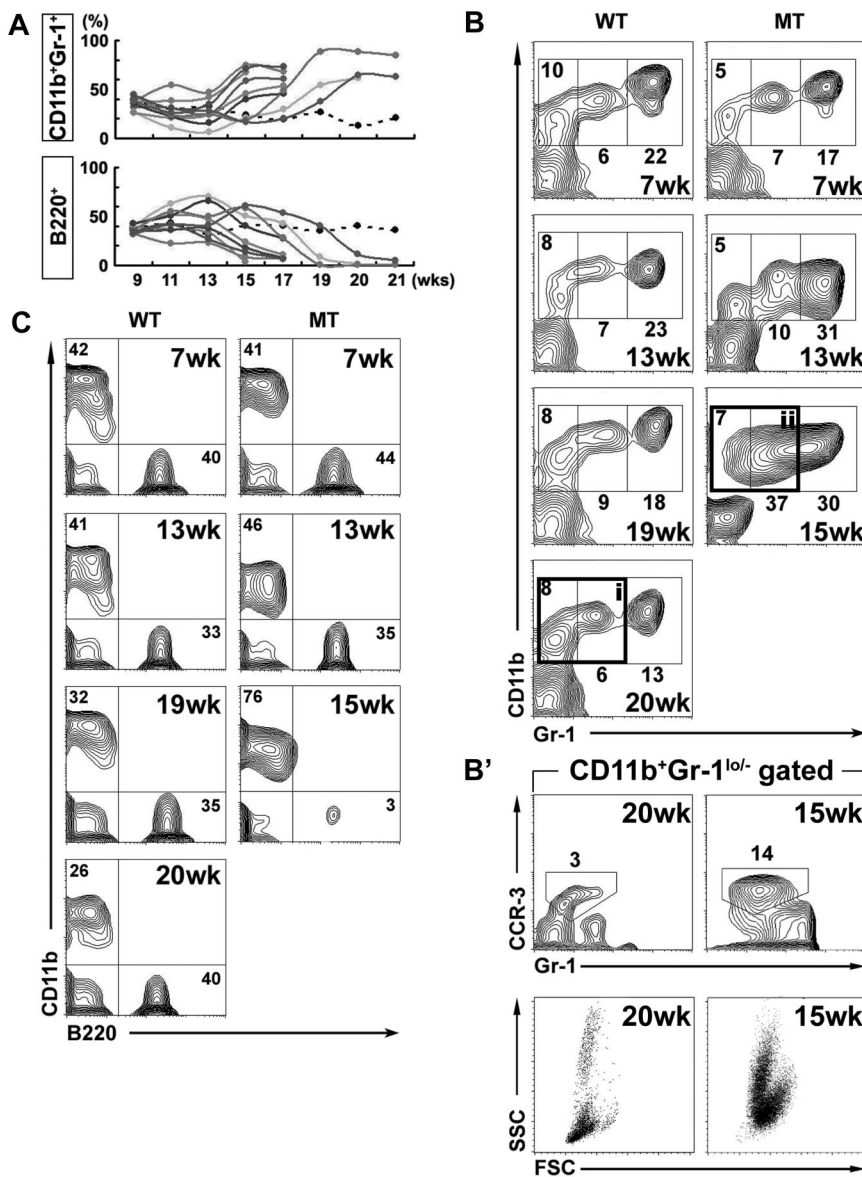 A
(%)
CD11b+Gr-1+
100
50
0
B220+
100
50
0
9 11 13 15 17 19 20 21 (wks)
B
WT MT
10
6 22
7wk
5
7 17
7wk
8
7 23
13wk
5
10 31
13wk
8
9 18
19wk
7 ii
37 30
15wk
8 i
6 13
20wk
CD11b
Gr-1
B'
CD11b+Gr-1lo/- gated
20wk
3
15wk
14
CCR-3
Gr-1
20wk
15wk
SSC
FSC
C
WT MT
42 7wk
40
41 7wk
44
41 13wk
33
46 13wk
35
32 19wk
35
76 15wk
3
26 20wk
40
CD11b
B220